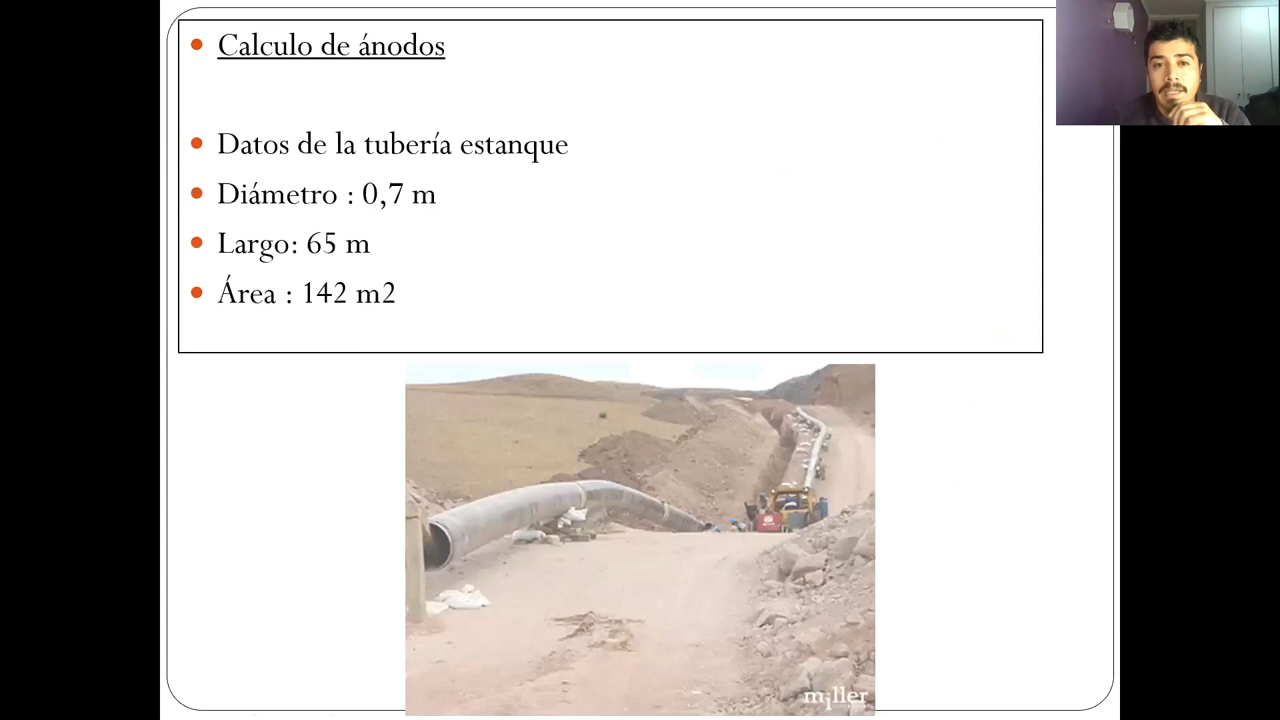 Calculo de ánodos
Datos de la tubería estanque
Diámetro : 0,7 m
Largo: 65 m
Área : 142 m2
miller